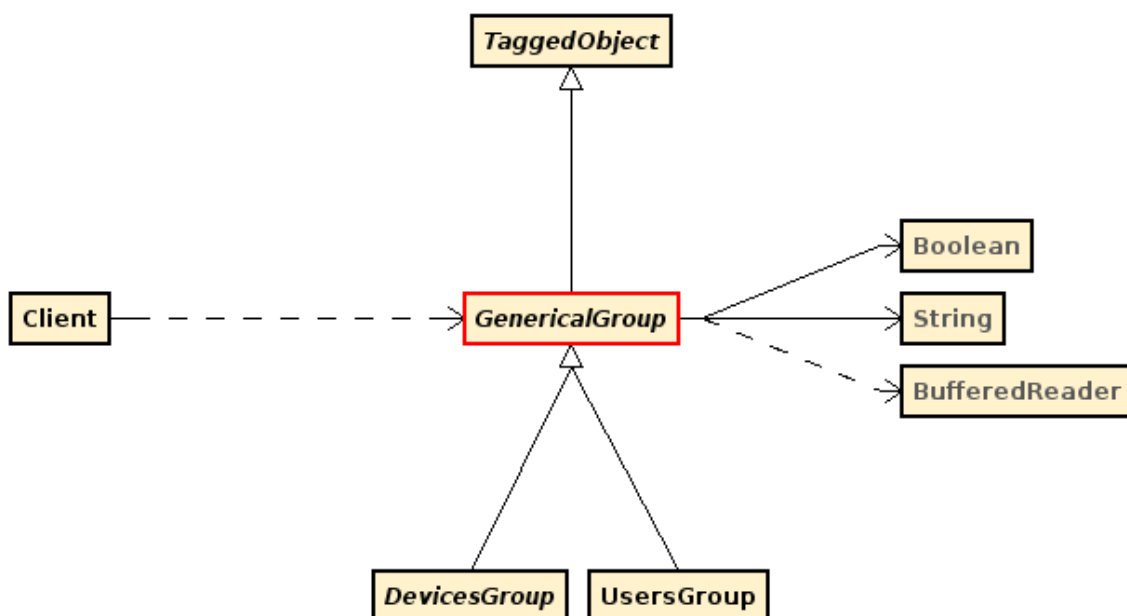 TaggedObject
Boolean
Client
GenericalGroup
String
BufferedReader
DevicesGroup
UsersGroup